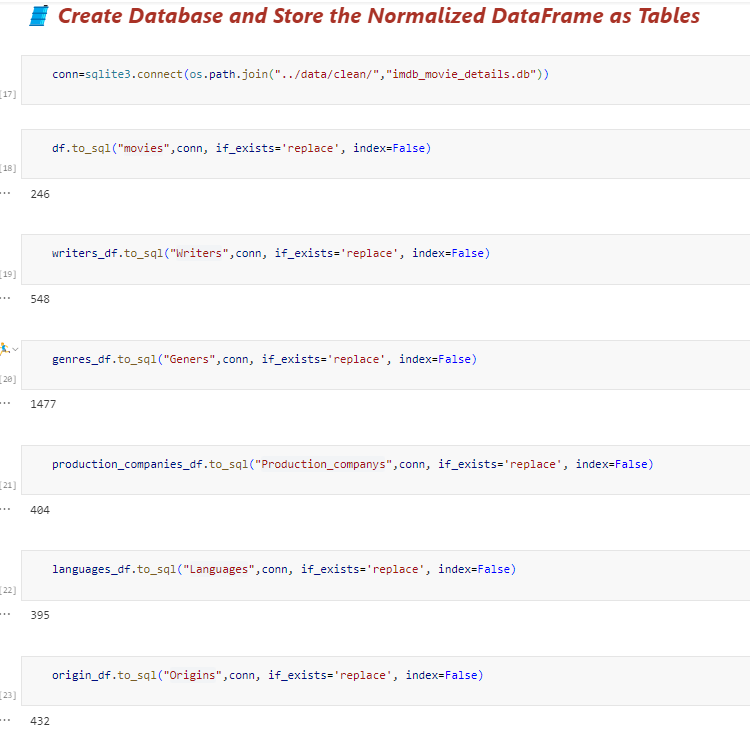 Create Database and Store the Normalized DataFrame as Tables
conn=sqlite3.connect(os.path.join("../data/clean/","imdb_movie_details.db"))
[17]
df.to_sql("movies",conn, if_exists='replace', index=False)
[18]
... 246
writers_df.to_sql("Writers",conn, if_exists='replace', index=False)
[19]
... 548
genres_df.to_sql("Geners",conn, if_exists='replace', index=False)
[20]
... 1477
production_companies_df.to_sql("Production_companys",conn, if_exists='replace', index=False)
[21]
... 404
languages_df.to_sql("Languages",conn, if_exists='replace', index=False)
[22]
... 395
origin_df.to_sql("Origins",conn, if_exists='replace', index=False)
[23]
... 432